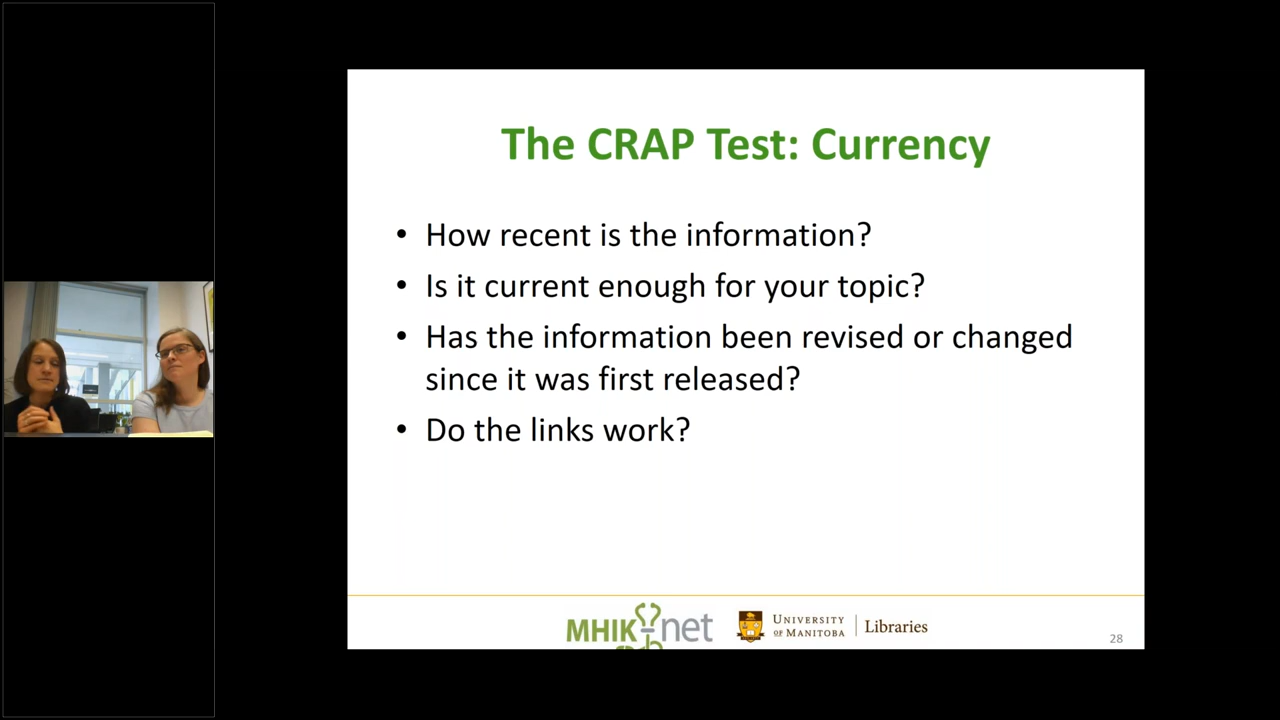 The CRAP Test: Currency
• How recent is the information?
• Is it current enough for your topic?
• Has the information been revised or changed
since it was first released?
• Do the links work?
MHIK-net
UNIVERSITY
OF MANITOBA
Libraries
28